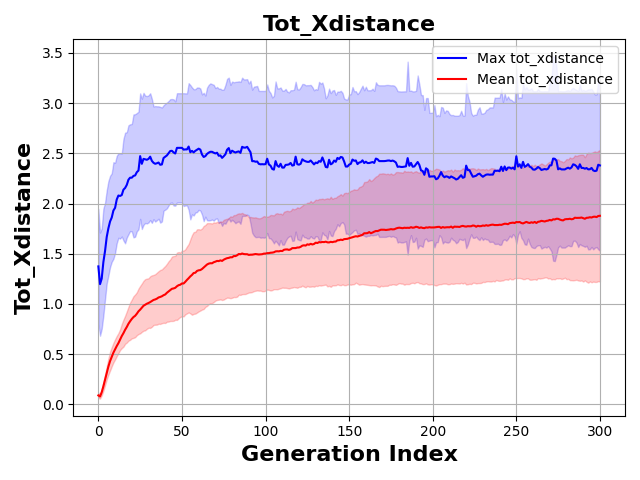 Tot_Xdistance
Max tot_xdistance
Mean tot_xdistance
Tot_Xdistance
3.5
3.0
2.5
2.0
1.5
1.0
0.5
0.0
0 50 100 150 200 250 300
Generation Index